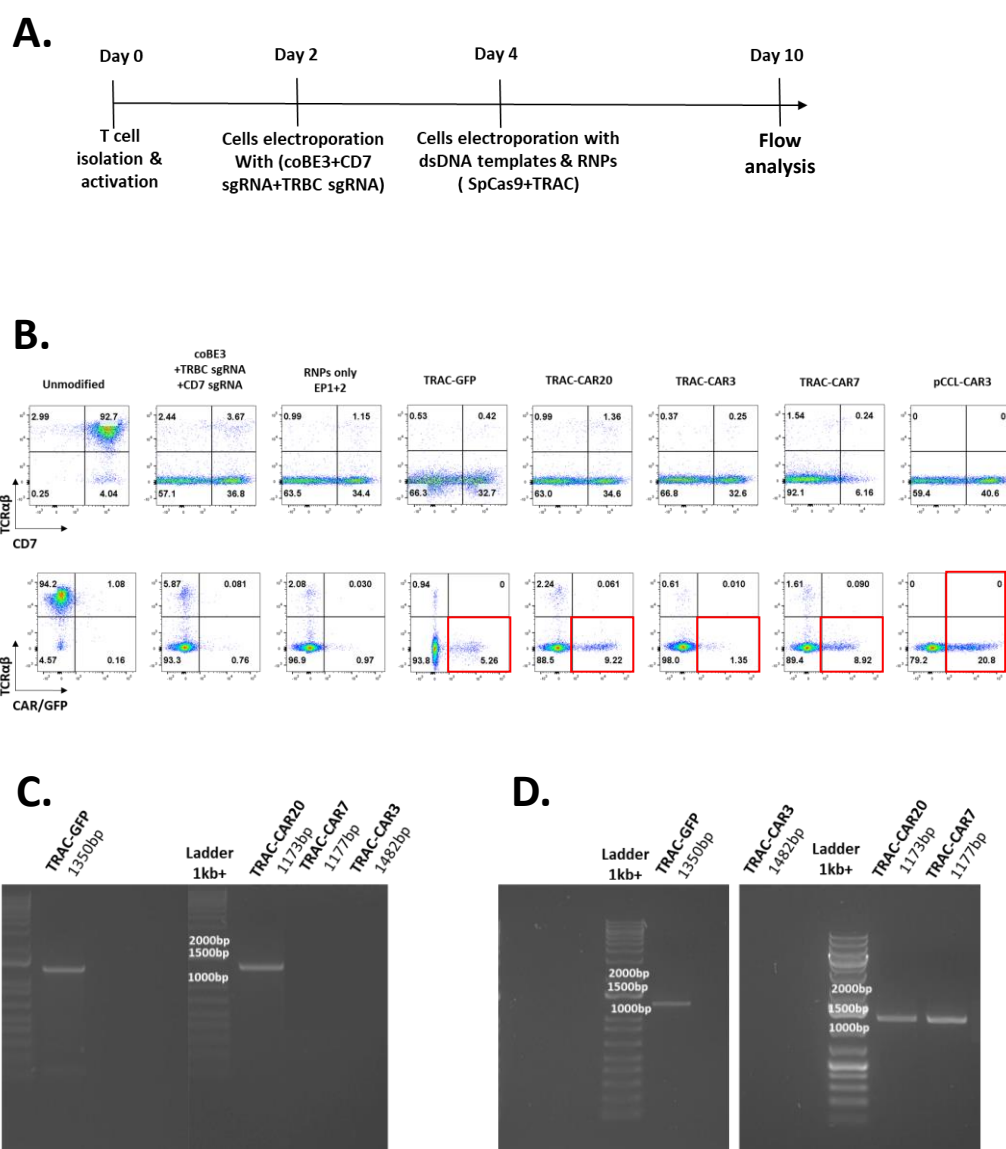 A.
Day 0
Day 2
Day 4
Day 10
T cell
isolation &
activation
Cells electroporation
With (coBE3+CD7
sgRNA+TRBC sgRNA)
Cells electroporation with
dsDNA templates & RNPs
( SpCas9+TRAC)
Flow
analysis
B.
Unmodified
coBE3
+TRBC sgRNA
+CD7 sgRNA
RNPs only
EP1+2
TRAC-GFP
TRAC-CAR20
TRAC-CAR3
TRAC-CAR7
pCCL-CAR3
2.99 92.7
0.25 4.04
2.44 3.67
57.1 36.8
0.99 1.15
63.5 34.4
0.53 0.42
66.3 32.7
0.99 1.36
63.0 34.6
0.37 0.25
66.8 32.6
1.54 0.24
92.1 6.16
0 0
59.4 40.6
TCRαβ
CD7
94.2 1.08
4.57 0.16
5.87 0.081
93.3 0.76
2.08 0.030
96.9 0.97
0.94 0
93.8 5.26
2.24 0.061
88.5 9.22
0.61 0.010
98.0 1.35
1.61 0.090
89.4 8.92
0 0
79.2 20.8
TCRαβ
CAR/GFP
C.
TRAC-GFP
1350bp
Ladder
1kb+
TRAC-CAR20
1173bp
TRAC-CAR7
1177bp
TRAC-CAR3
1482bp
2000bp
1500bp
1000bp
D.
Ladder
1kb+
TRAC-GFP
1350bp
2000bp
1500bp
1000bp
TRAC-CAR3
1482bp
Ladder
1kb+
TRAC-CAR20
1173bp
TRAC-CAR7
1177bp
2000bp
1500bp
1000bp